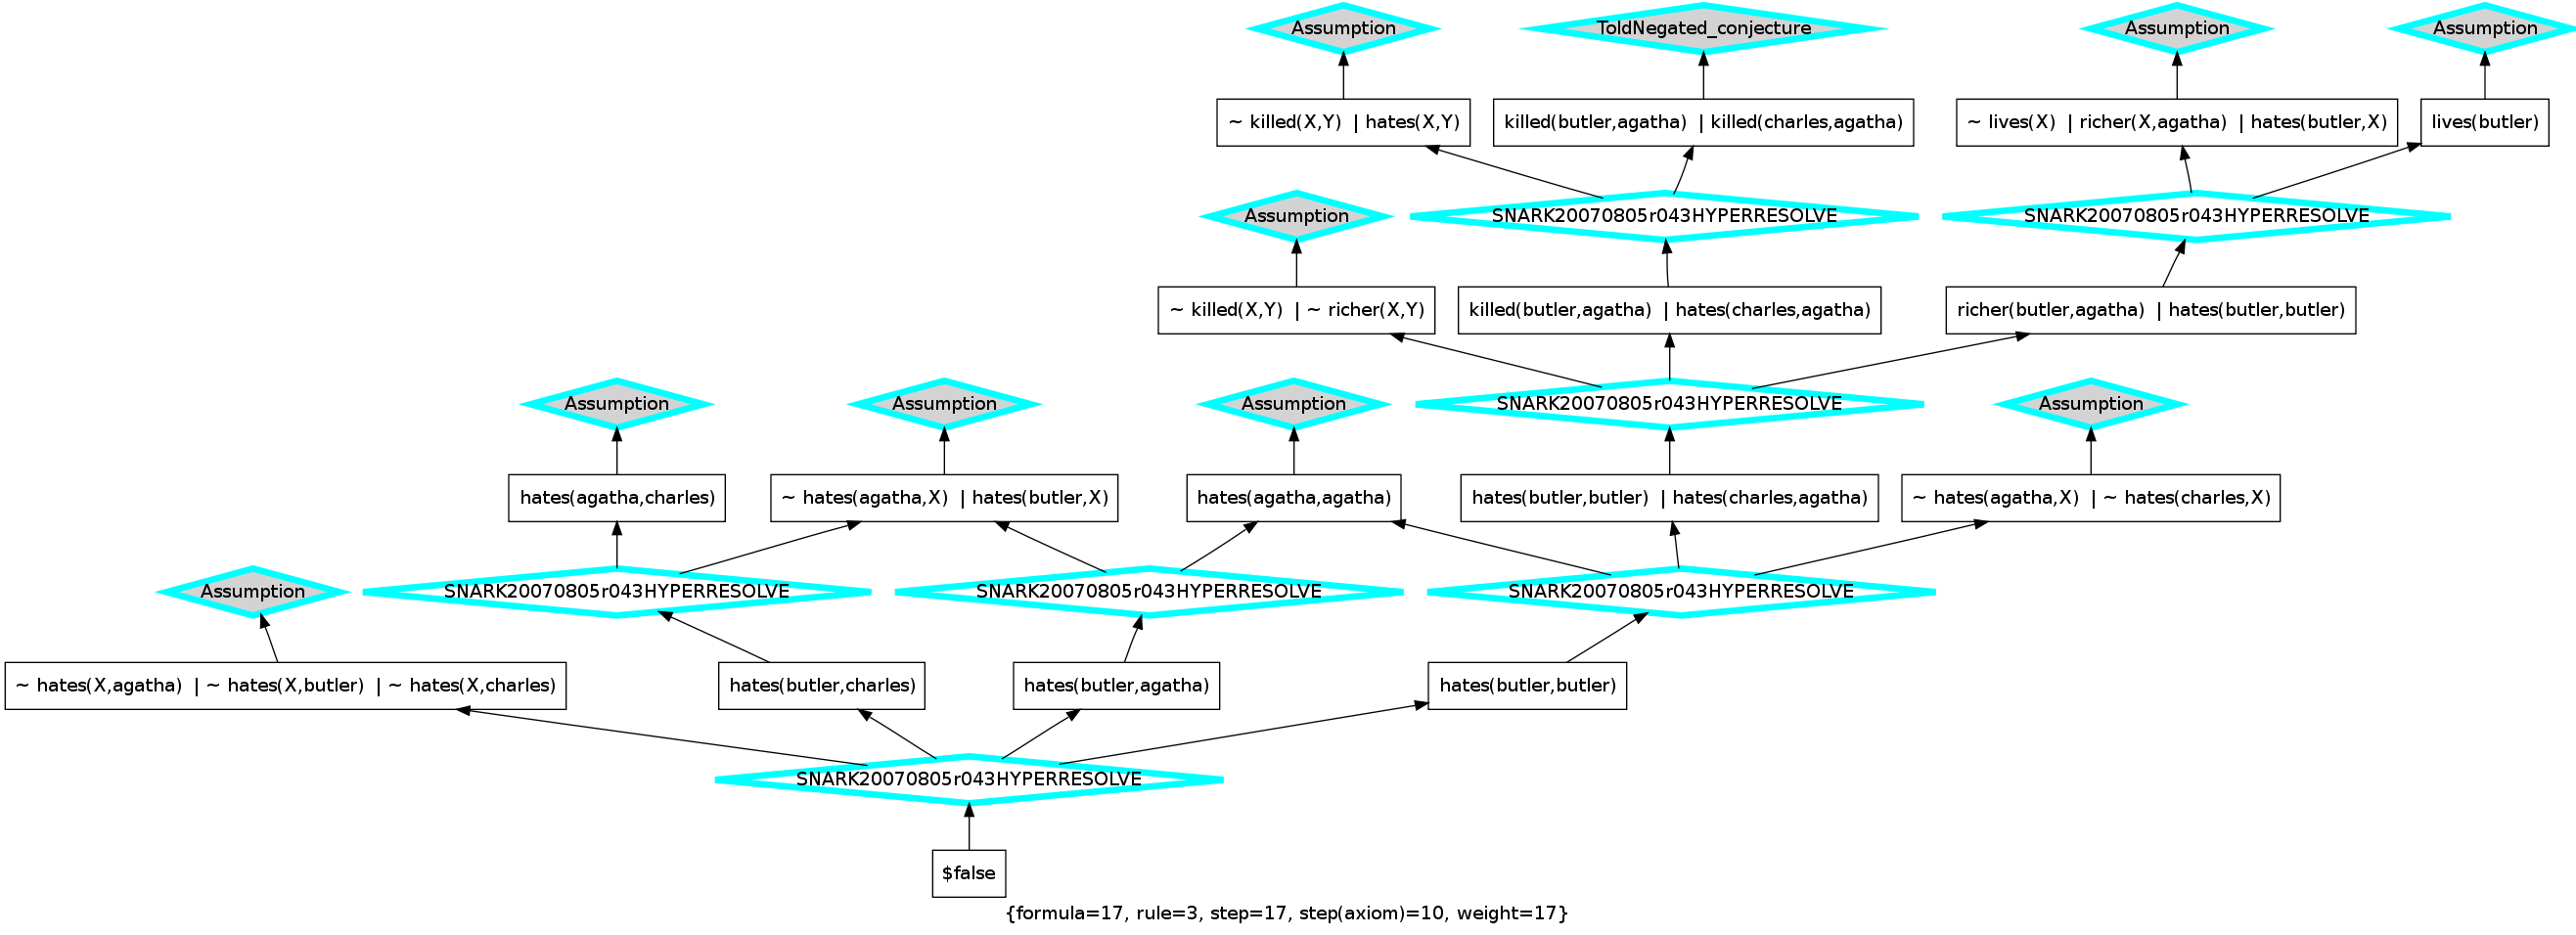 Assumption
ToldNegated_conjecture
Assumption
Assumption
~ killed(X,Y) | hates(X,Y)
killed(butler,agatha) | killed(charles,agatha)
~ lives(X) | richer(X,agatha) | hates(butler,X)
lives(butler)
Assumption
SNARK20070805r043HYPERRESOLVE
SNARK20070805r043HYPERRESOLVE
~ killed(X,Y) | ~ richer(X,Y)
killed(butler,agatha) | hates(charles,agatha)
richer(butler,agatha) | hates(butler,butler)
Assumption
Assumption
Assumption
SNARK20070805r043HYPERRESOLVE
Assumption
hates(agatha,charles)
~ hates(agatha,X) | hates(butler,X)
hates(agatha,agatha)
hates(butler,butler) | hates(charles,agatha)
~ hates(agatha,X) | ~ hates(charles,X)
Assumption
SNARK20070805r043HYPERRESOLVE
SNARK20070805r043HYPERRESOLVE
SNARK20070805r043HYPERRESOLVE
~ hates(X,agatha) | ~ hates(X,butler) | ~ hates(X,charles)
hates(butler,charles)
hates(butler,agatha)
hates(butler,butler)
SNARK20070805r043HYPERRESOLVE
$false
{formula=17, rule=3, step=17, step(axiom)=10, weight=17}